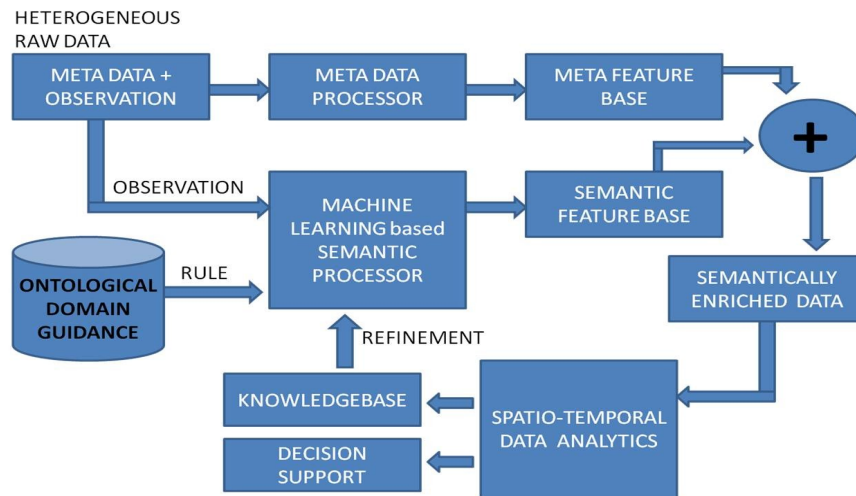 HETEROGENEOUS
RAW DATA
META DATA +
OBSERVATION
META DATA
PROCESSOR
META FEATURE
BASE
+
OBSERVATION
MACHINE
LEARNING based
SEMANTIC
PROCESSOR
SEMANTIC
FEATURE BASE
ONTOLOGICAL
DOMAIN
GUIDANCE
RULE
SEMANTICALLY
ENRICHED DATA
REFINEMENT
KNOWLEDGEBASE
SPATIO-TEMPORAL
DATA ANALYTICS
DECISION
SUPPORT